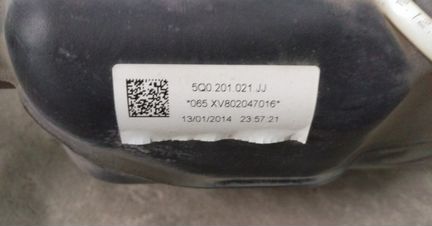 5Q0 201 021 JJ
*065 XV802047016*
13/01/2014 23:57:21